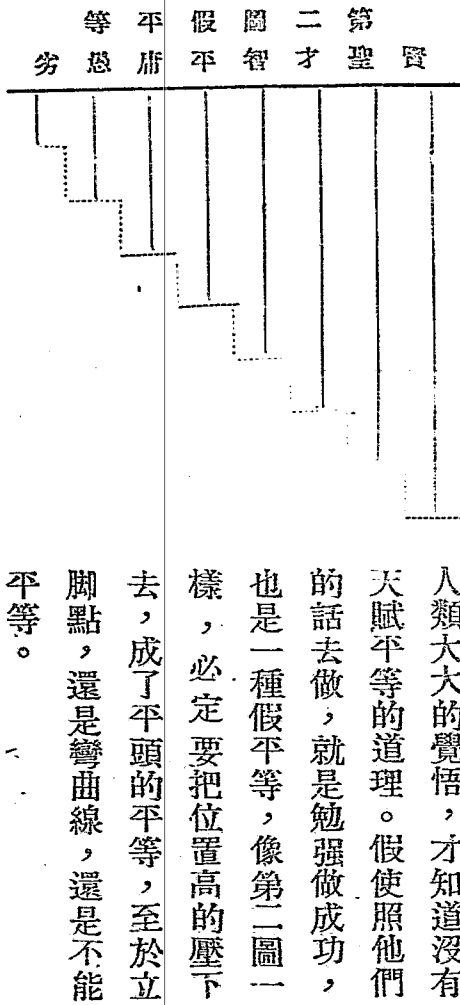 第二圖假平等
賢聖才智平庸愚劣
人類大大的覺悟，才知道沒有
天賦平等的道理。假使照他們
的話去做，就是勉强做成功，
也是一種假平等，像第二圖一
樣，必定要把位置高的壓下
去，成了平頭的平等，至於立
脚點，還是彎曲線，還是不能
平等。